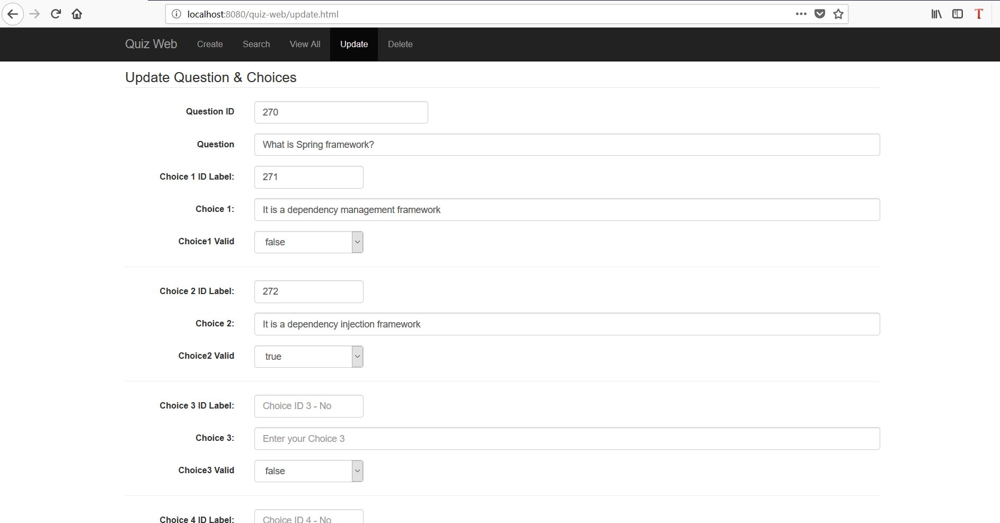 localhost:8080/quiz-web/update.html
T
Quiz Web Create Search View All Update Delete
Update Question & Choices
Question ID 270
Question What is Spring framework?
Choice 1 ID Label: 271
Choice 1: It is a dependency management framework
Choice1 Valid false
Choice 2 ID Label: 272
Choice 2: It is a dependency injection framework
Choice2 Valid true
Choice 3 ID Label: Choice ID 3 - No
Choice 3: Enter your Choice 3
Choice3 Valid false
Choice 4 ID Label: Choice ID 4 - No